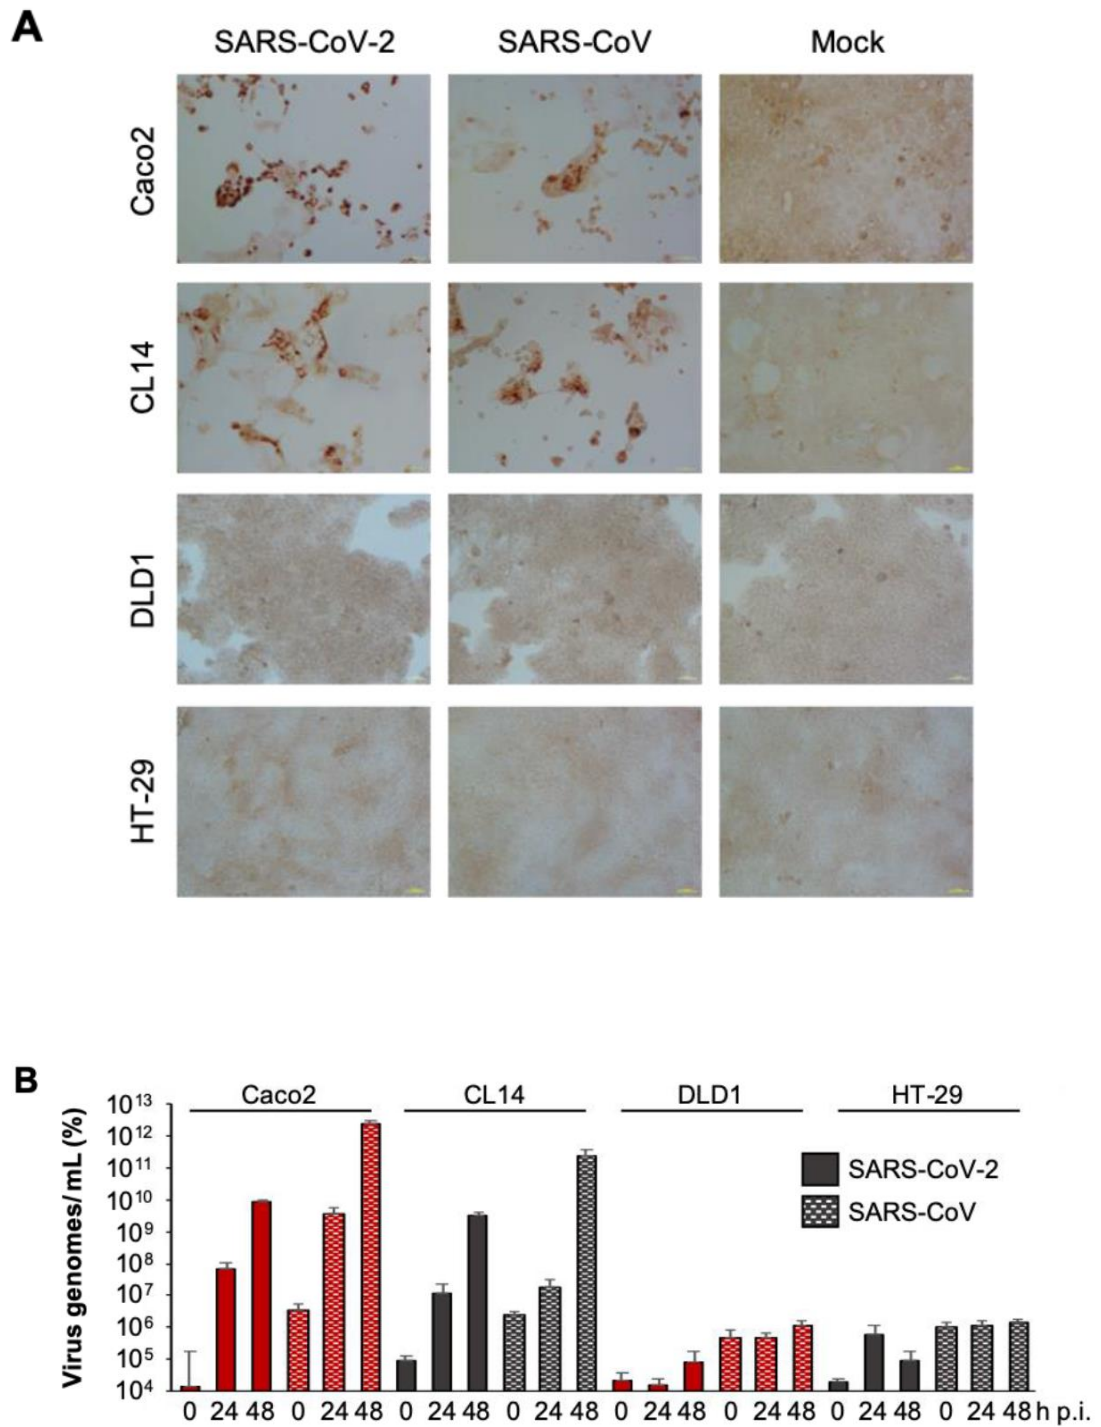 A
SARS-CoV-2 SARS-CoV Mock
Caco2
CL14
DLD1
HT-29
B
Caco2 CL14 DLD1 HT-29
Virus genomes/mL (%)
10¹³
10¹²
10¹¹
10¹⁰
10⁹
10⁸
10⁷
10⁶
10⁵
10⁴
SARS-CoV-2
SARS-CoV
0 24 48 0 24 48 0 24 48 0 24 48 0 24 48 0 24 48 0 24 48 0 24 48 h p.i.